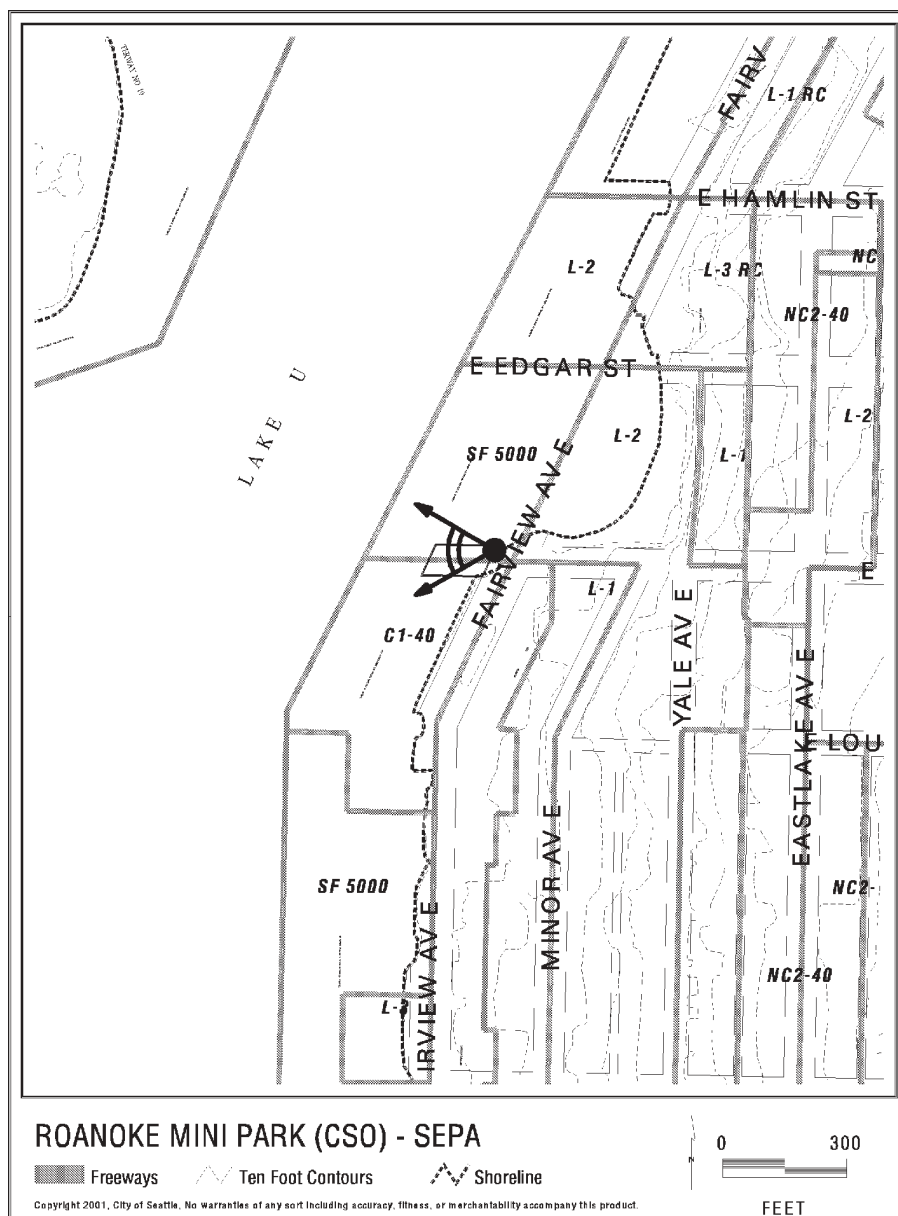 TERWAY NO 19
FAIRV
L-1 RC
E HAMLIN ST
L-2
L-3 RC
NC
NC2-40
E EDGAR ST
LAKE U
L-2
L-2
SF 5000
L-1
FAIRVIEW AV E
E
L-1
C1-40
YALE AV E
EASTLAKE AV E
E LOU
MINOR AV E
SF 5000
NC2-
IRVIEW AV E
NC2-40
ROANOKE MINI PARK (CSO) - SEPA
Freeways
Ten Foot Contours
Shoreline
N
0
300
FEET
Copyright 2001, City of Seattle, No warranties of any sort including accuracy, fitness, or merchantability accompany this product.